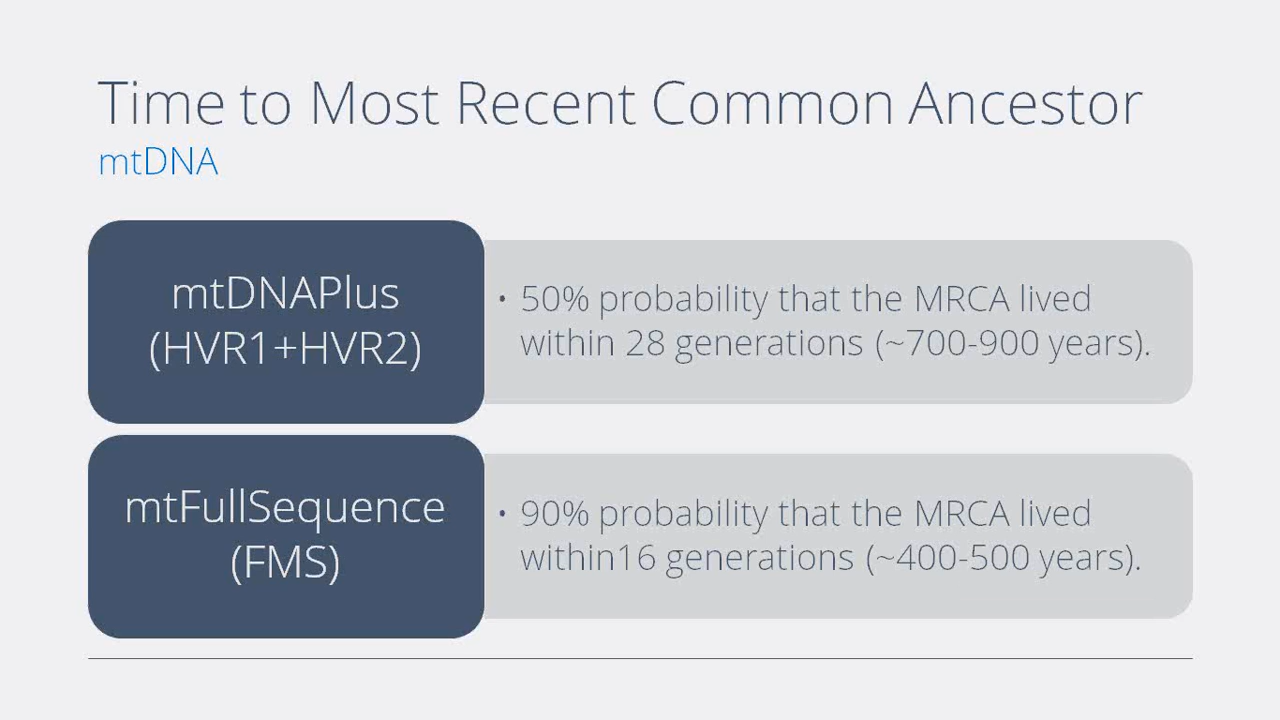 Time to Most Recent Common Ancestor
mtDNA
mtDNAPlus
(HVR1+HVR2)
• 50% probability that the MRCA lived
within 28 generations (~700-900 years).
mtFullSequence
(FMS)
• 90% probability that the MRCA lived
within16 generations (~400-500 years).